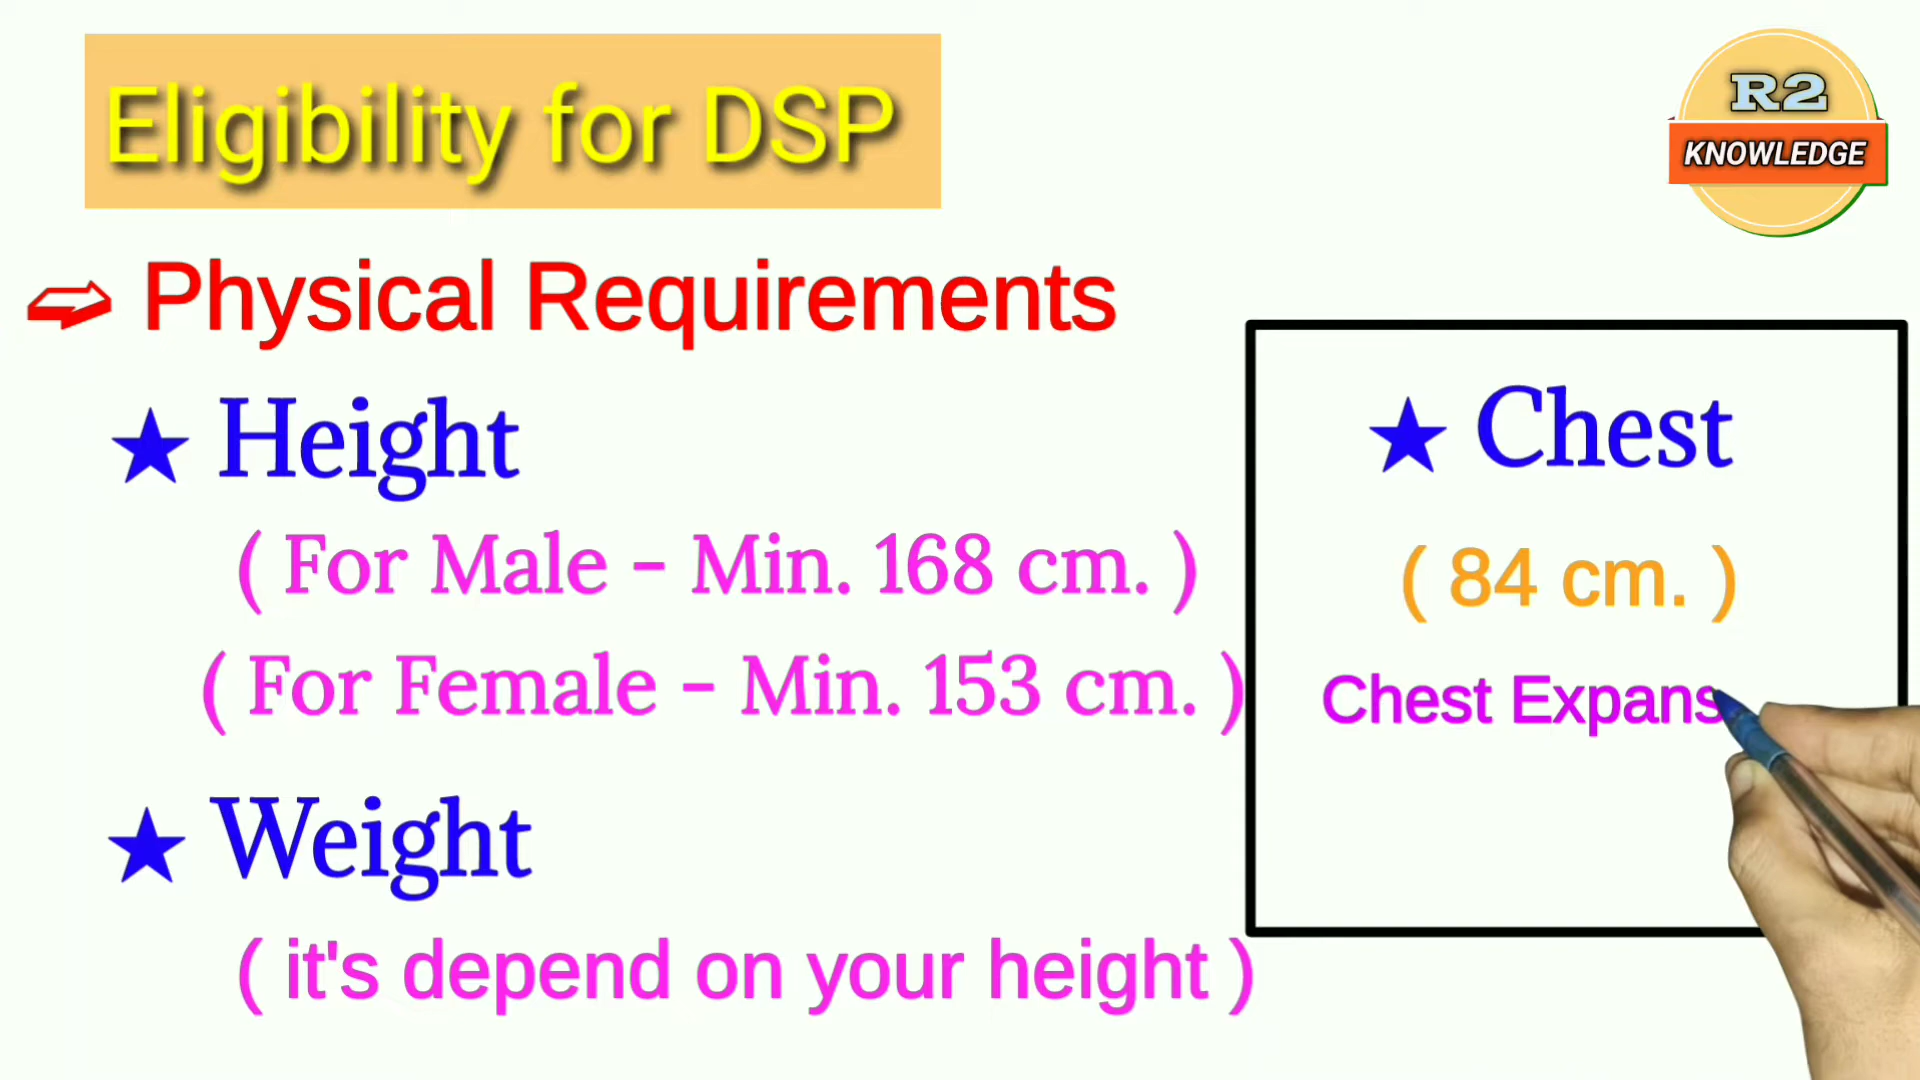 Eligibility for DSP
R2
KNOWLEDGE
➯ Physical Requirements
★ Height
( For Male - Min. 168 cm. )
( For Female - Min. 153 cm. )
★ Weight
( it's depend on your height )
★ Chest
( 84 cm. )
Chest Expans